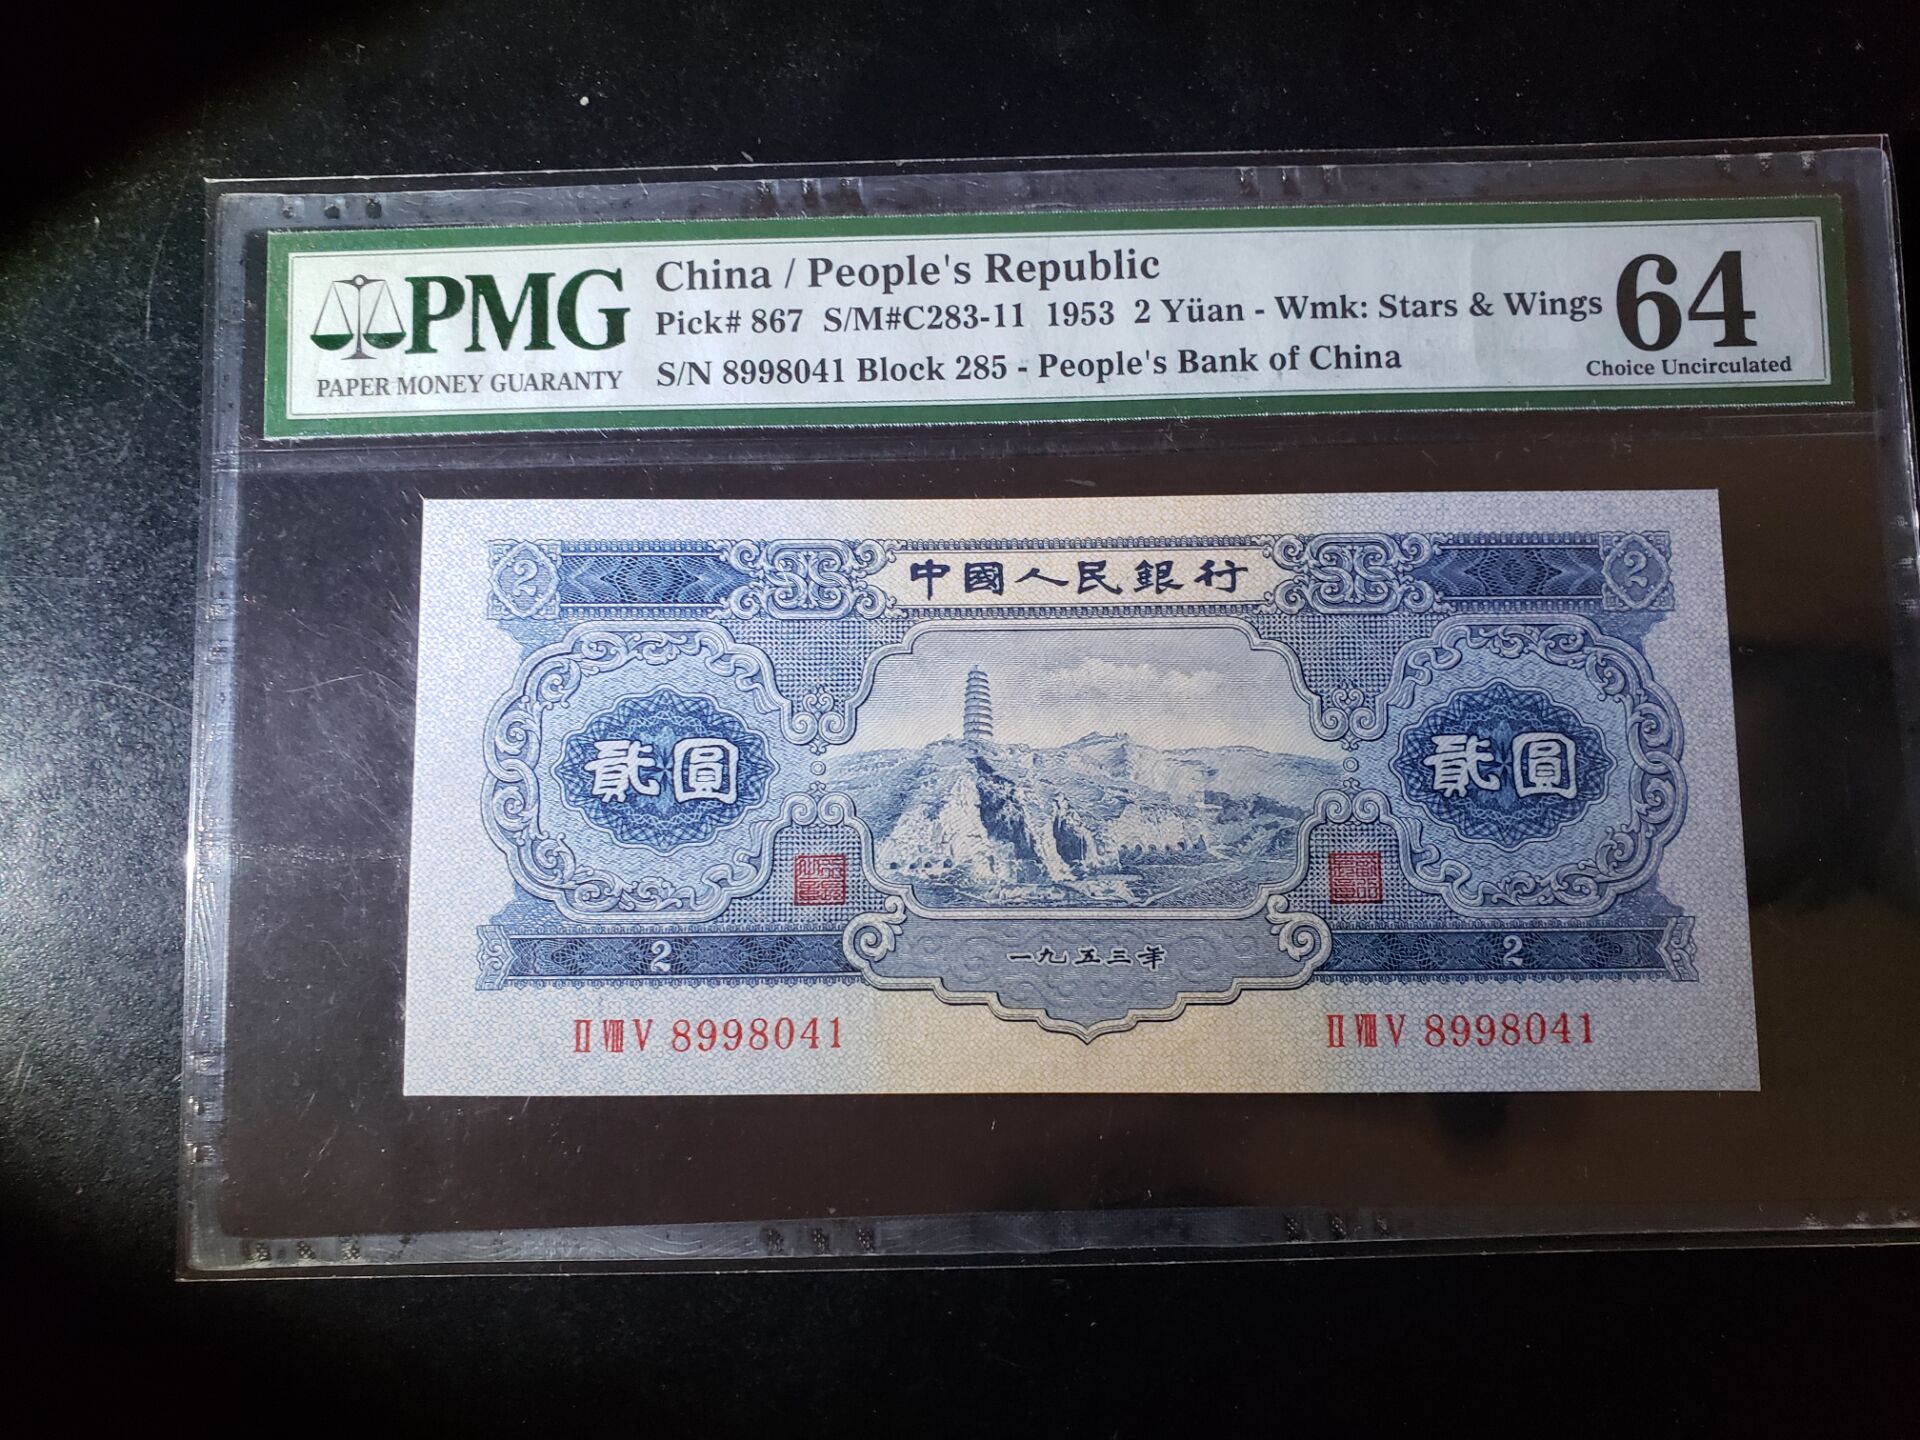 PMG
PAPER MONEY GUARANTY
China / People's Republic
Pick# 867 S/M#C283-11 1953 2 Yüan - Wmk: Stars & Wings
S/N 8998041 Block 285 - People's Bank of China
64
Choice Uncirculated
2 中國人民銀行 2
貳圓 貳圓
2 一九五三年 2
II VIII V 8998041 II VIII V 8998041